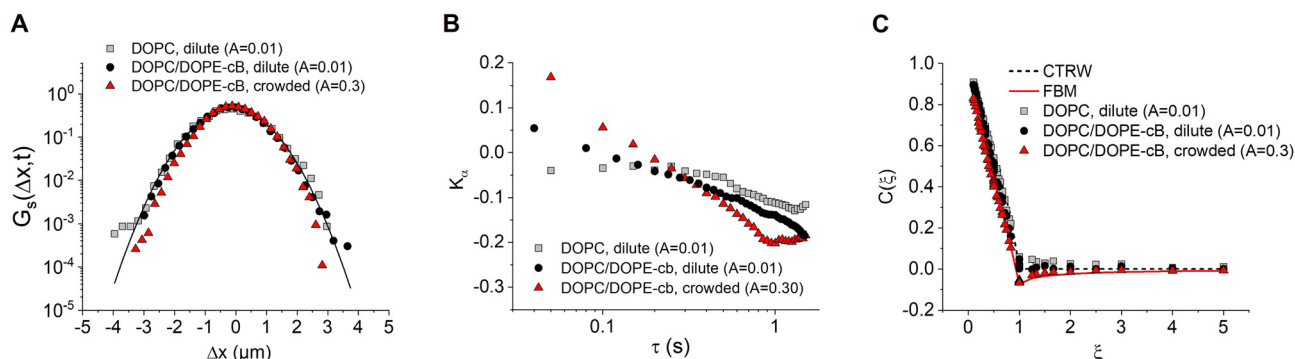 A
DOPC, dilute (A=0.01)
DOPC/DOPE-cB, dilute (A=0.01)
DOPC/DOPE-cB, crowded (A=0.3)
10^1
10^0
10^-1
10^-2
10^-3
10^-4
10^-5
G_s(Δx,t)
-5 -4 -3 -2 -1 0 1 2 3 4 5
Δx (μm)
B
0.2
0.1
0.0
-0.1
-0.2
-0.3
K_α
DOPC, dilute (A=0.01)
DOPC/DOPE-cb, dilute (A=0.01)
DOPC/DOPE-cb, crowded (A=0.30)
0.1 1
τ (s)
C
CTRW
FBM
DOPC, dilute (A=0.01)
DOPC/DOPE-cB, dilute (A=0.01)
DOPC/DOPE-cB, crowded (A=0.3)
1.2
1.0
0.8
0.6
0.4
0.2
0.0
-0.2
C(ξ)
0 1 2 3 4 5
ξ